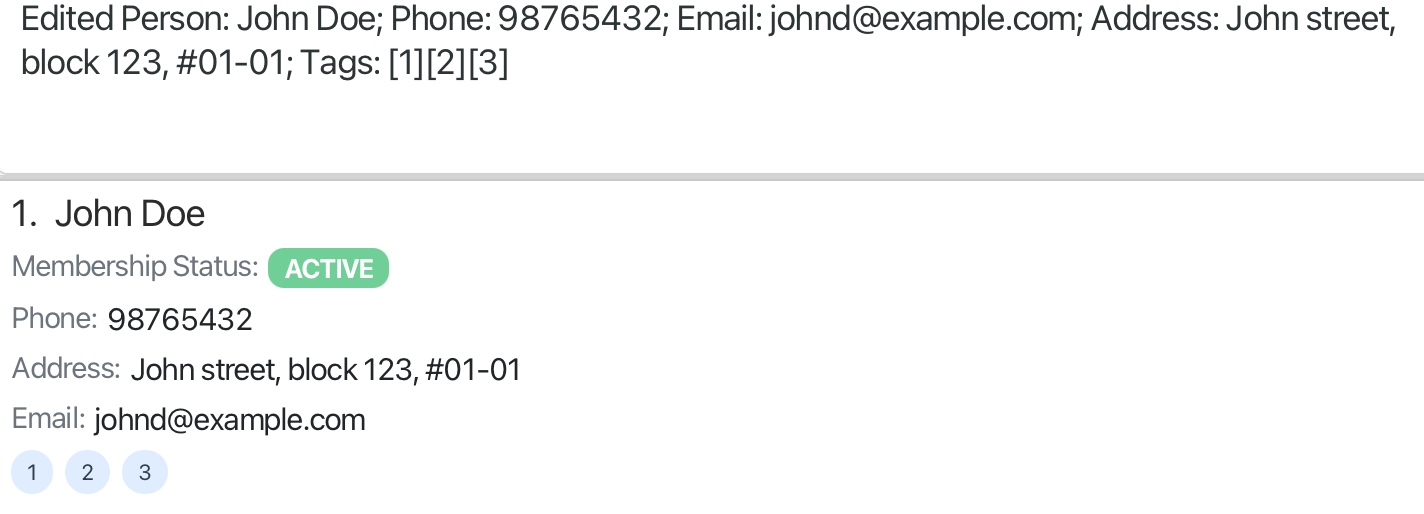 Edited Person: John Doe; Phone: 98765432; Email: johnd@example.com; Address: John street,
block 123, #01-01; Tags: [1][2][3]
1. John Doe
Membership Status: ACTIVE
Phone: 98765432
Address: John street, block 123, #01-01
Email: johnd@example.com
1 2 3